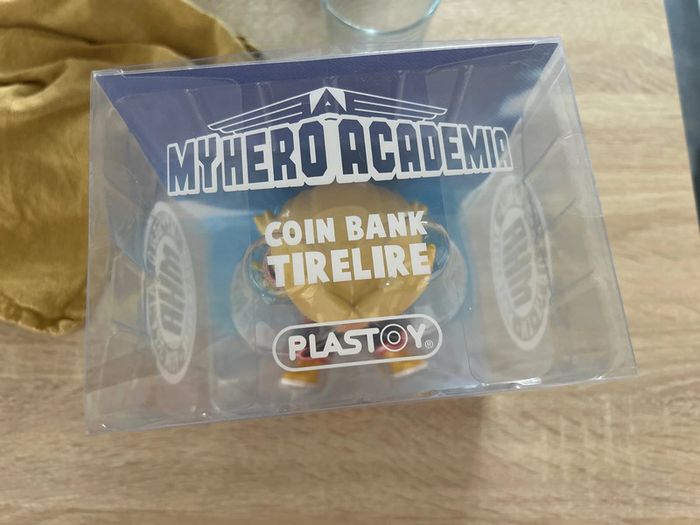 MY HERO ACADEMIA
COIN BANK
TIRELIRE
PLASTOY®